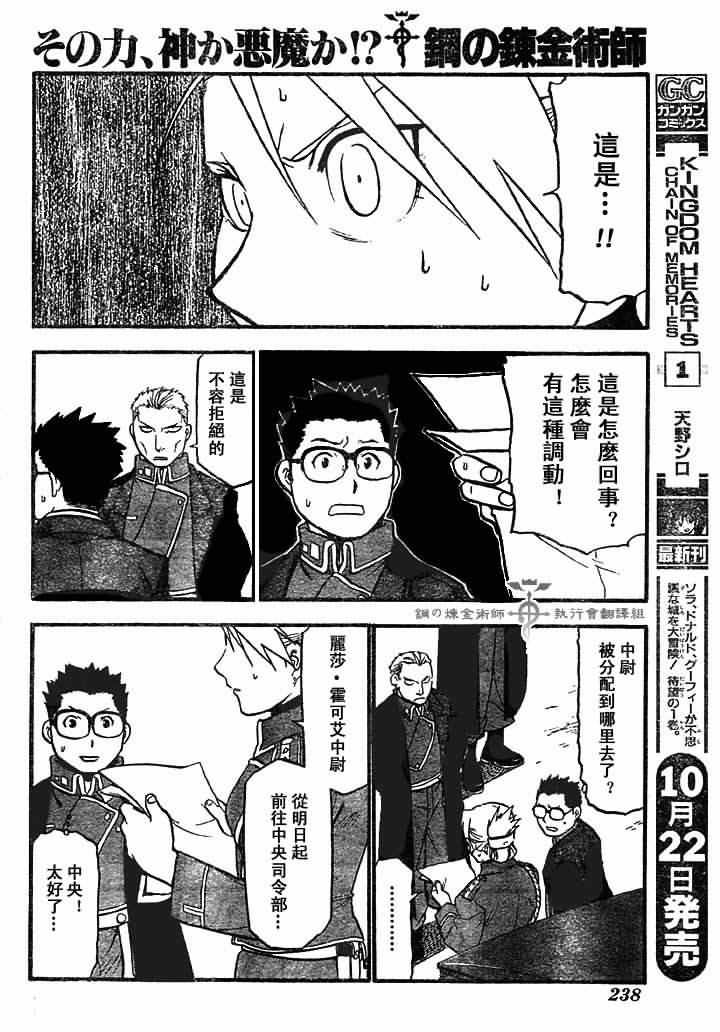 その力、神か悪魔か!?鋼の錬金術師
這是…!!
這是怎麼回事?
怎麼會
有這種調動!
這是
不容拒絕的
鋼の煉金術師 執行會翻譯組
中尉
被分配到哪里去了?
………
麗莎·霍可艾中尉
從明日起
前往中央司令部…
中央!
太好了…
238
GC
ガンガン
コミックス
KINGDOM HEARTS
CHAIN OF MEMORIES
1
天野シロ
最新刊
ソラ、ドナルド、グーフィーが不思
議な城を大冒険!待望の1巻。
10月22日発売